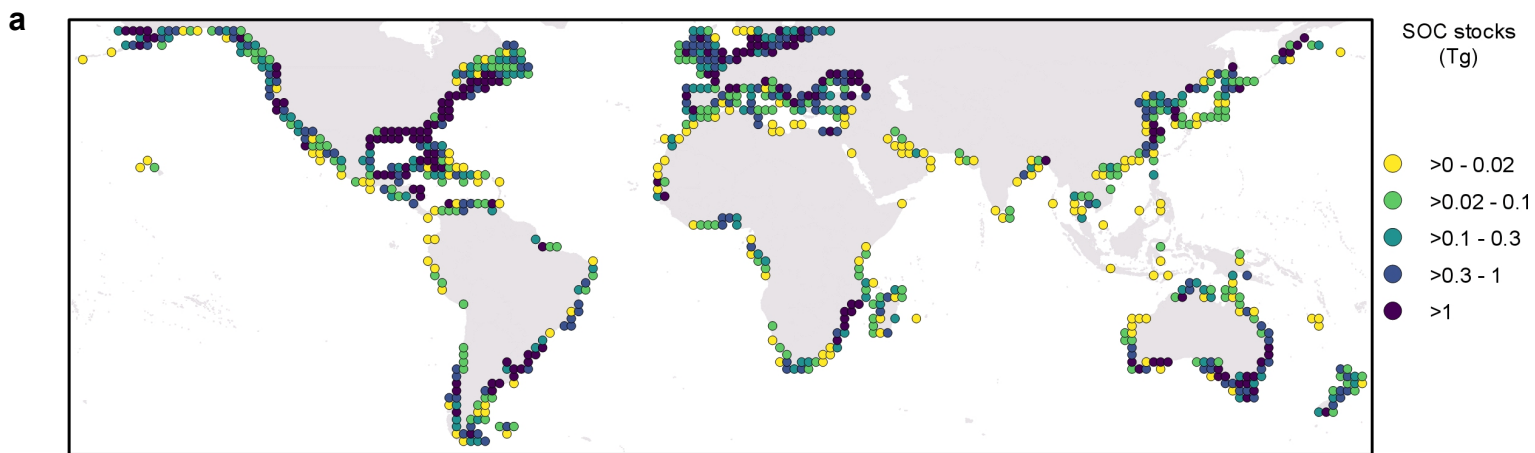 a
SOC stocks
(Tg)
>0 - 0.02
>0.02 - 0.1
>0.1 - 0.3
>0.3 - 1
>1